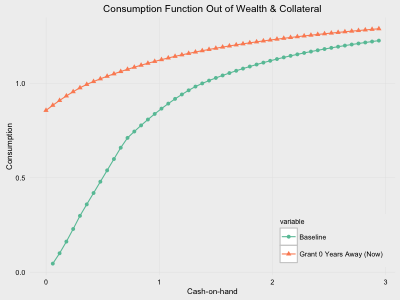 Consumption Function Out of Wealth & Collateral
Consumption
1.0
0.5
0.0
0
1
2
3
Cash-on-hand
variable
Baseline
Grant 0 Years Away (Now)